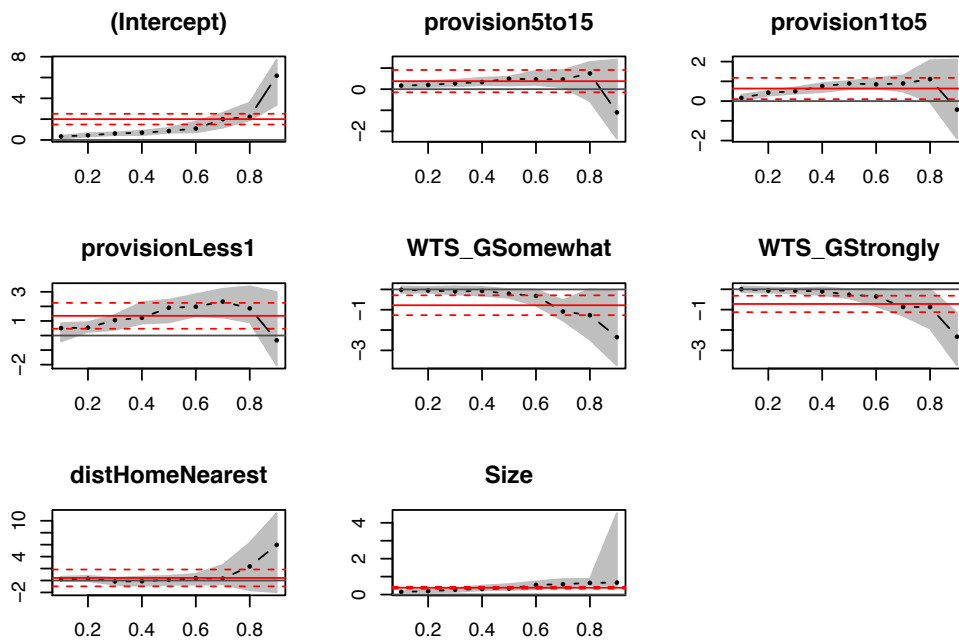 (Intercept) provision5to15 provision1to5
8
4
0
0.2 0.4 0.6 0.8
0
−2
0.2 0.4 0.6 0.8
2
0
−2
0.2 0.4 0.6 0.8
provisionLess1 WTS_GSomewhat WTS_GStrongly
3
1
−2
0.2 0.4 0.6 0.8
−1
−3
0.2 0.4 0.6 0.8
−1
−3
0.2 0.4 0.6 0.8
distHomeNearest Size
10
4
−2
0.2 0.4 0.6 0.8
4
2
0
0.2 0.4 0.6 0.8